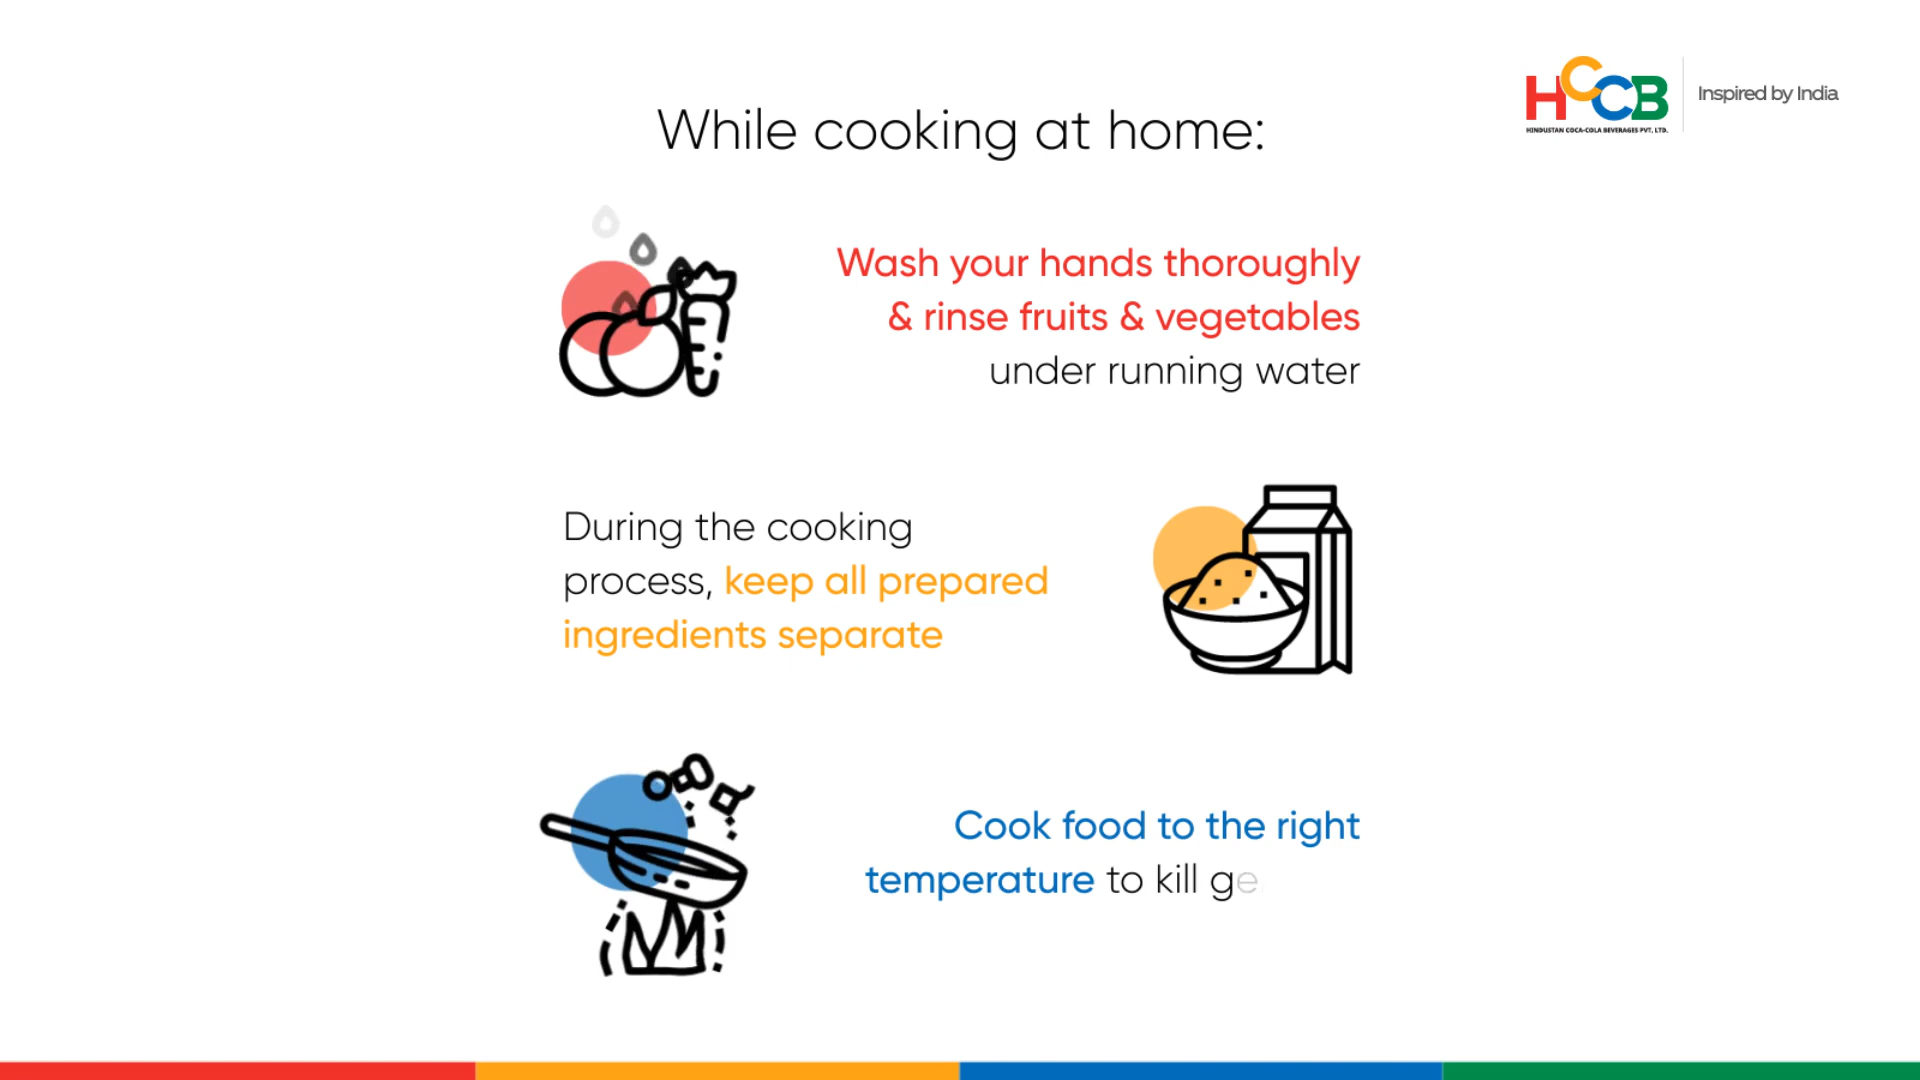 HCCB
HINDUSTAN COCA-COLA BEVERAGES PVT. LTD.
Inspired by India
While cooking at home:
Wash your hands thoroughly
& rinse fruits & vegetables
under running water
During the cooking
process, keep all prepared
ingredients separate
Cook food to the right
temperature to kill ge